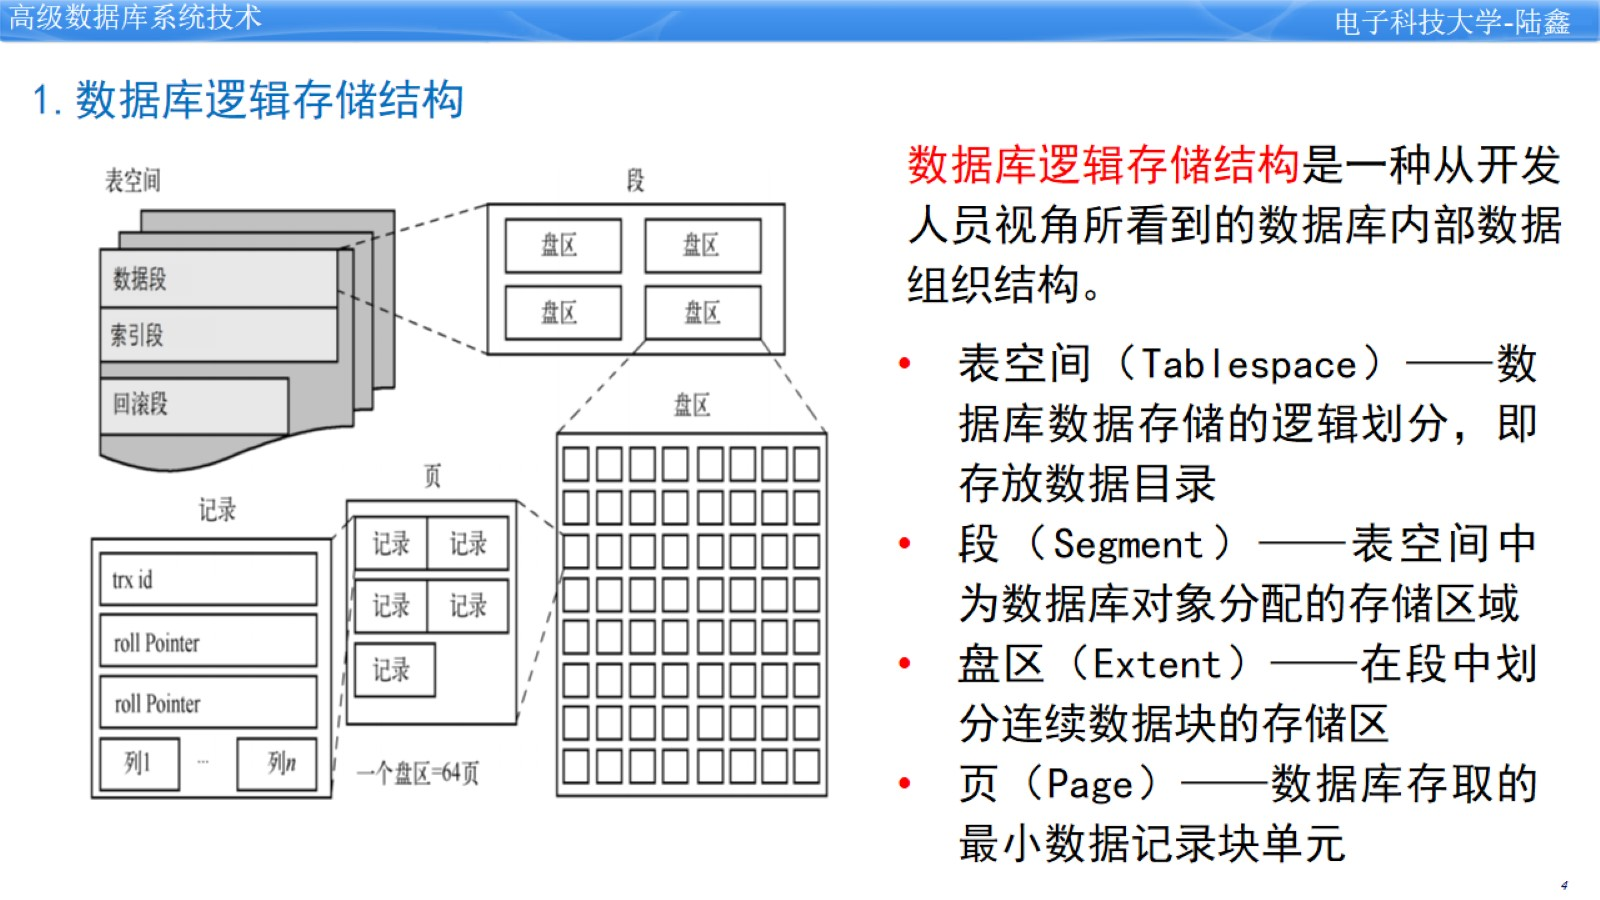 高级数据库系统技术
电子科技大学-陆鑫
1.数据库逻辑存储结构
表空间
数据段
索引段
回滚段
段
盘区
盘区
盘区
盘区
盘区
页
记录
记录
记录
记录
记录
一个盘区=64页
记录
trx id
roll Pointer
roll Pointer
列1
...
列n
数据库逻辑存储结构是一种从开发
人员视角所看到的数据库内部数据
组织结构。
• 表空间（Tablespace）——数
据库数据存储的逻辑划分，即
存放数据目录
• 段（Segment）——表空间中
为数据库对象分配的存储区域
• 盘区（Extent）——在段中划
分连续数据块的存储区
• 页（Page）——数据库存取的
最小数据记录块单元
4